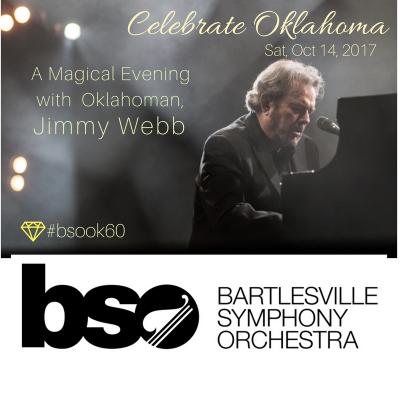 Celebrate Oklahoma
Sat, Oct 14, 2017
A Magical Evening
with Oklahoman,
Jimmy Webb
#bsook60
bso
BARTLESVILLE
SYMPHONY
ORCHESTRA